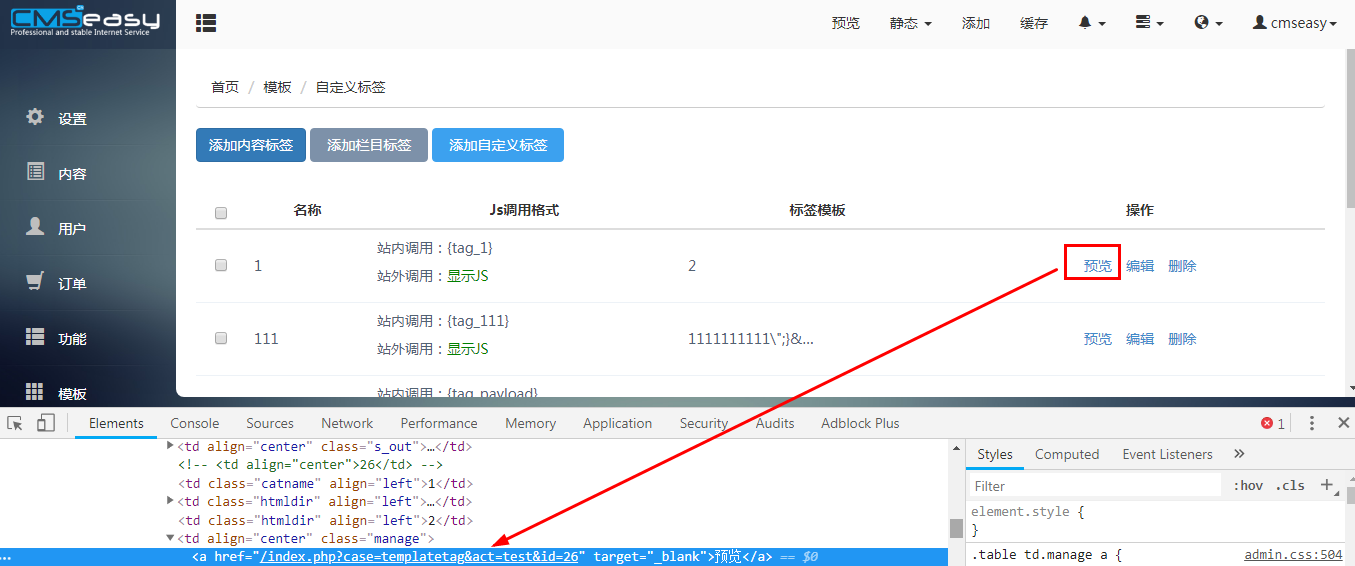 CMSeasy
Professional and stable Internet Service
预览 静态 添加 缓存 cmseasy
设置
内容
用户
订单
功能
模板
首页 / 模板 / 自定义标签
添加内容标签 添加栏目标签 添加自定义标签
名称 Js调用格式 标签模板 操作
站内调用：{tag_1}
1 2 预览 编辑 删除
站外调用：显示JS
站内调用：{tag_111}
111 1111111111\";}&... 预览 编辑 删除
站外调用：显示JS
站内调用：{tag_payload}
Elements Console Sources Network Performance Memory Application Security Audits Adblock Plus 1
<td align="center" class="s_out">…</td>
<!-- <td align="center">26</td> -->
<td class="catname" align="left">1</td>
<td class="htmldir" align="left">…</td>
<td class="htmldir" align="left">2</td>
<td align="center" class="manage">
... <a href="/index.php?case=templatetag&act=test&id=26" target="_blank">预览</a> == $0
Styles Computed Event Listeners »
Filter :hov .cls +
element.style {
}
.table td.manage a { admin.css:504